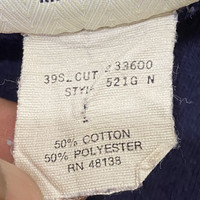 39S CUT # 33600
STYLE 521G N
50% COTTON
50% POLYESTER
RN 48138